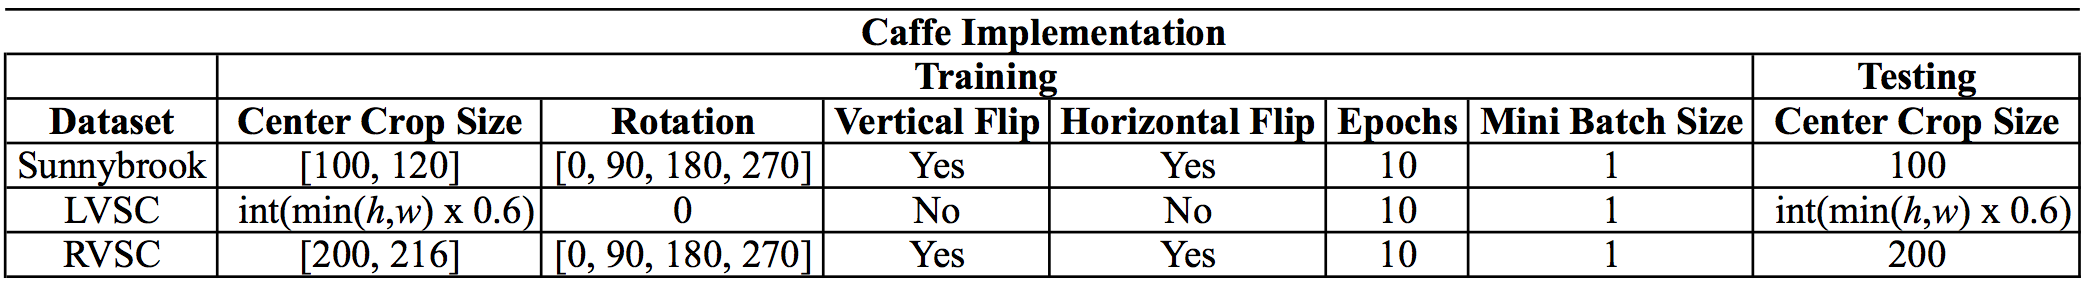 Caffe Implementation
Training Testing
Dataset Center Crop Size Rotation Vertical Flip Horizontal Flip Epochs Mini Batch Size Center Crop Size
Sunnybrook [100, 120] [0, 90, 180, 270] Yes Yes 10 1 100
LVSC int(min(h,w) x 0.6) 0 No No 10 1 int(min(h,w) x 0.6)
RVSC [200, 216] [0, 90, 180, 270] Yes Yes 10 1 200